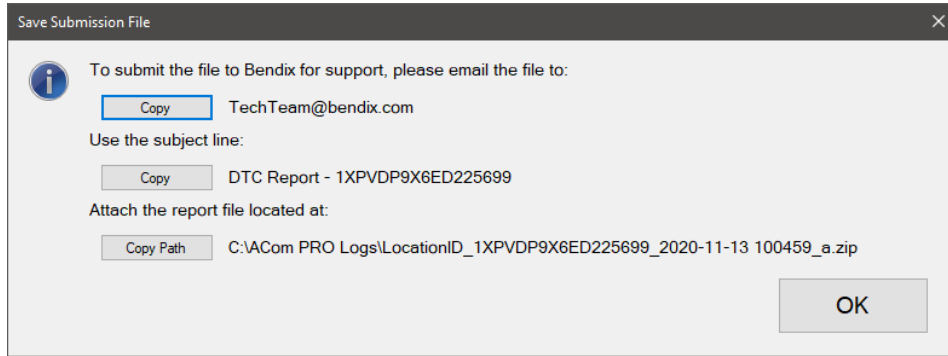 Save Submission File
To submit the file to Bendix for support, please email the file to:
Copy TechTeam@bendix.com
Use the subject line:
Copy DTC Report - 1XPVDP9X6ED225699
Attach the report file located at:
Copy Path C:\ACom PRO Logs\LocationID_1XPVDP9X6ED225699_2020-11-13 100459_a.zip
OK